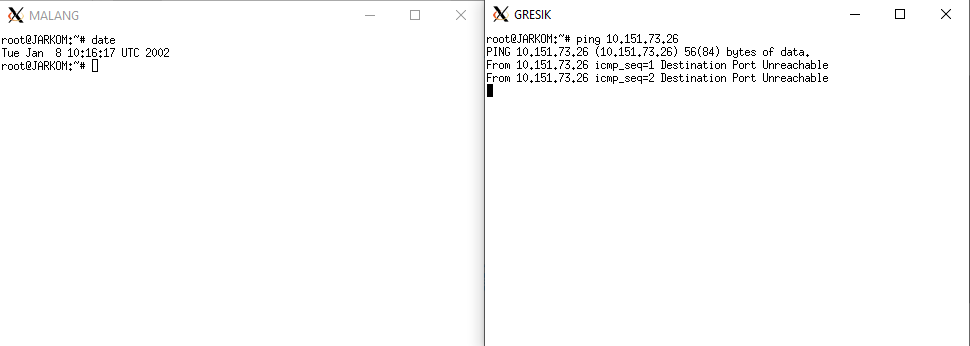 MALANG
root@JARKOM:~# date
Tue Jan  8 10:16:17 UTC 2002
root@JARKOM:~#
GRESIK
root@JARKOM:~# ping 10.151.73.26
PING 10.151.73.26 (10.151.73.26) 56(84) bytes of data.
From 10.151.73.26 icmp_seq=1 Destination Port Unreachable
From 10.151.73.26 icmp_seq=2 Destination Port Unreachable